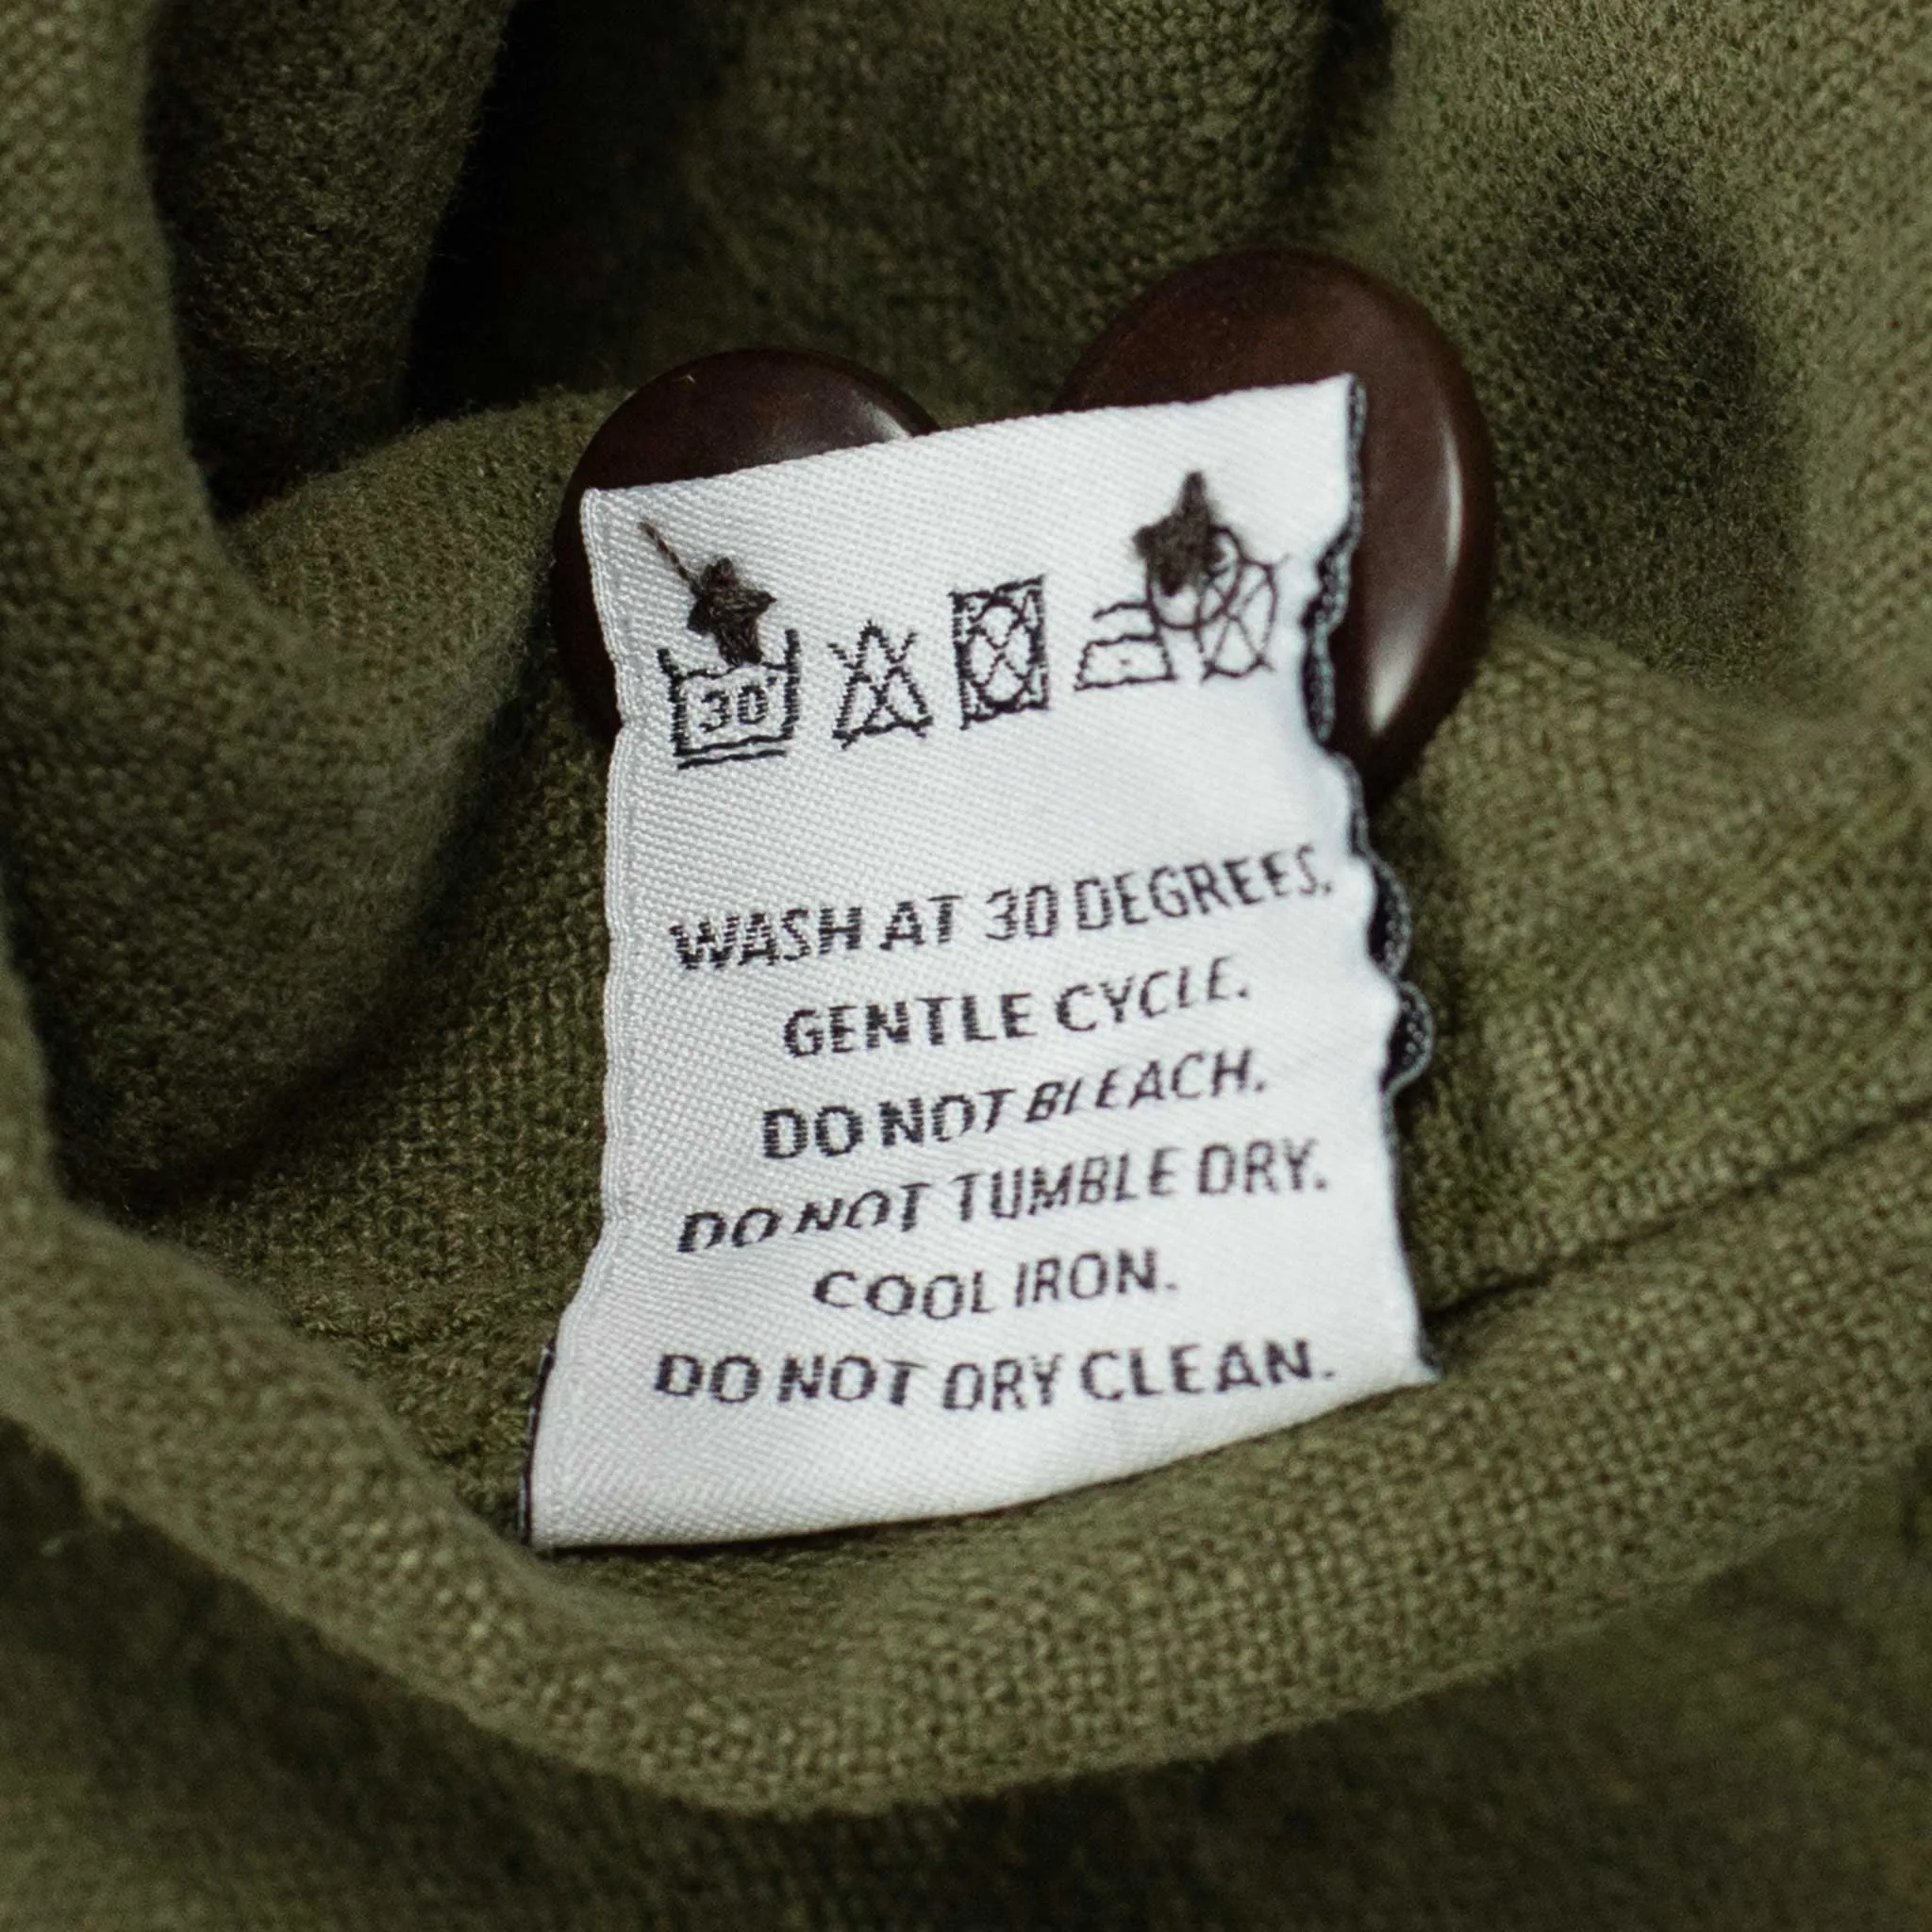 30°
WASH AT 30 DEGREES.
GENTLE CYCLE.
DO NOT BLEACH.
DO NOT TUMBLE DRY.
COOL IRON.
DO NOT DRY CLEAN.